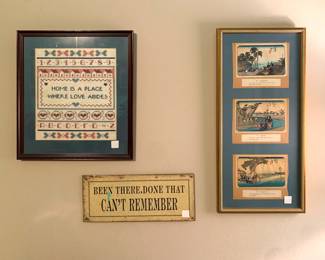 1·2·3·4·5·6·7·8·9
HOME IS A PLACE
WHERE LOVE ABIDES
A·B·C·D·E·F·~·Z
BEEN THERE, DONE THAT
CAN'T REMEMBER